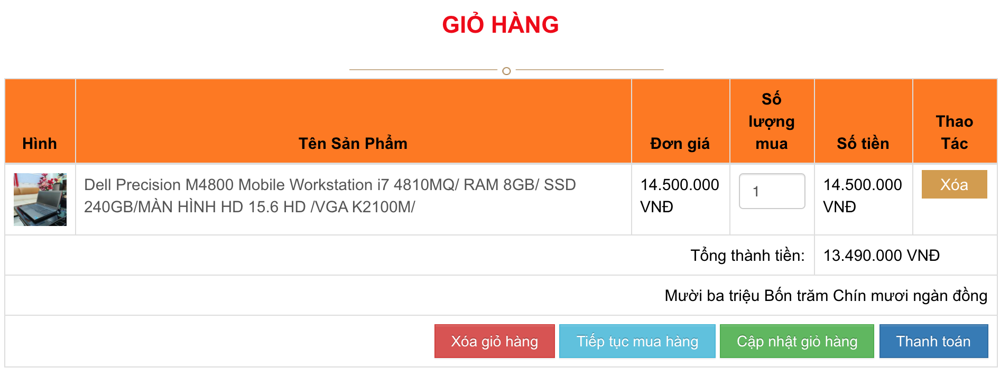 GIỎ HÀNG
Hình
Tên Sản Phẩm
Đơn giá
Số
lượng
mua
Số tiền
Thao
Tác
Dell Precision M4800 Mobile Workstation i7 4810MQ/ RAM 8GB/ SSD
240GB/MÀN HÌNH HD 15.6 HD /VGA K2100M/
14.500.000
VNĐ
1
14.500.000
VNĐ
Xóa
Tổng thành tiền:
13.490.000 VNĐ
Mười ba triệu Bốn trăm Chín mươi ngàn đồng
Xóa giỏ hàng
Tiếp tục mua hàng
Cập nhật giỏ hàng
Thanh toán